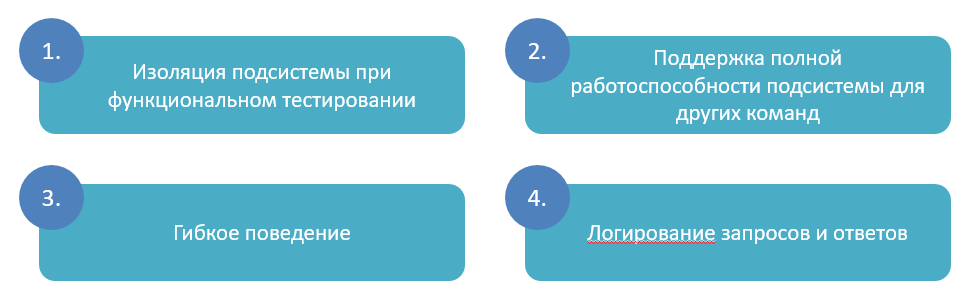 1.
Изоляция подсистемы при
функциональном тестировании
2.
Поддержка полной
работоспособности подсистемы для
других команд
3.
Гибкое поведение
4.
Логирование запросов и ответов